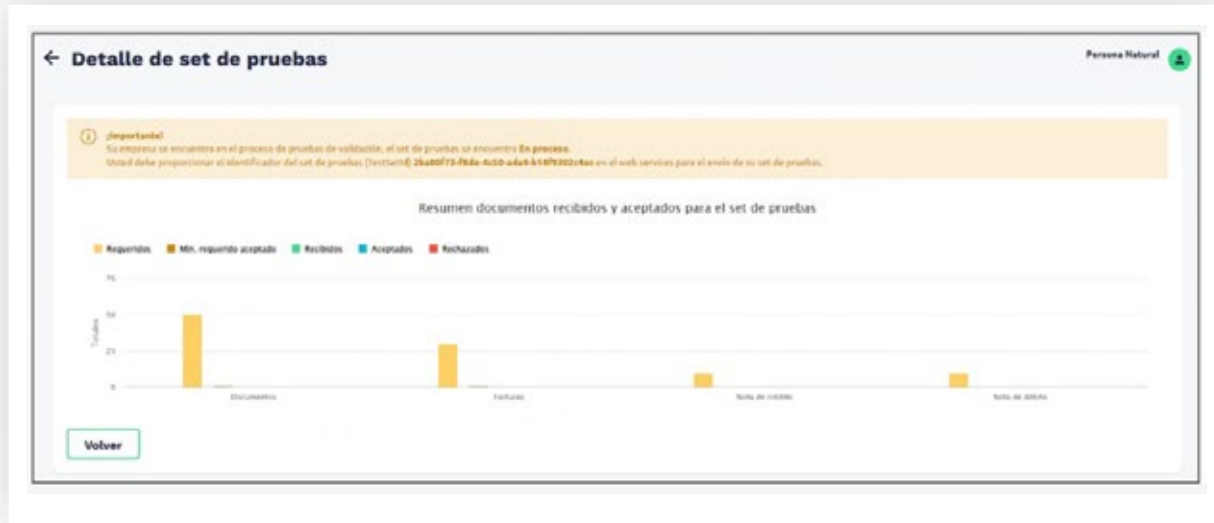 ← Detalle de set de pruebas
Persona Natural
¡Importante!
Su empresa se encuentra en el proceso de pruebas de validación, el set de pruebas se encuentra En proceso.
Usted debe proporcionar el identificador del set de pruebas (TestSetId) en el web services para el envío de su set de pruebas.
Resumen documentos recibidos y aceptados para el set de pruebas
Requeridos Min. requerido aceptado Recibidos Aceptados Rechazados
75
50
25
0
Totales
Documentos Facturas Nota de crédito Nota de débito
Volver